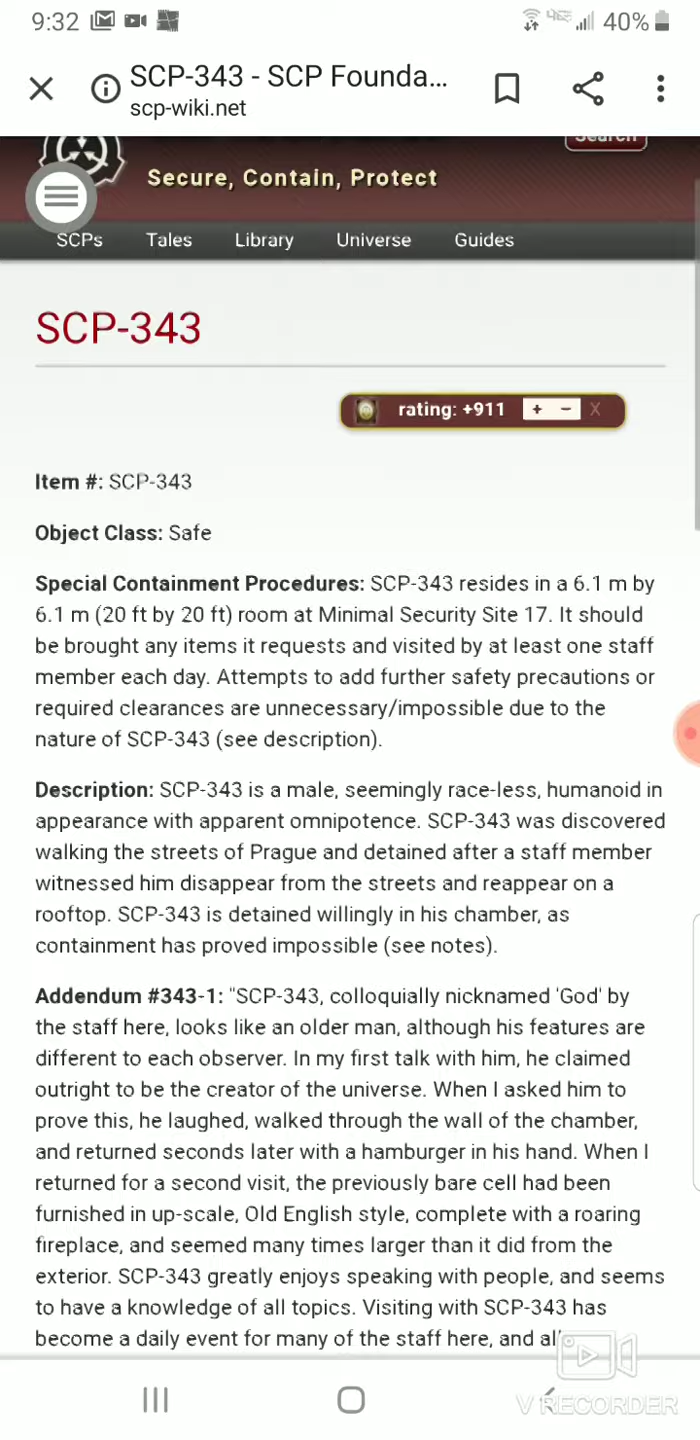 9:32
40%
SCP-343 - SCP Founda...
scp-wiki.net
Search
Secure, Contain, Protect
SCPs Tales Library Universe Guides
SCP-343
rating: +911 + – X
Item #: SCP-343
Object Class: Safe
Special Containment Procedures: SCP-343 resides in a 6.1 m by
6.1 m (20 ft by 20 ft) room at Minimal Security Site 17. It should
be brought any items it requests and visited by at least one staff
member each day. Attempts to add further safety precautions or
required clearances are unnecessary/impossible due to the
nature of SCP-343 (see description).
Description: SCP-343 is a male, seemingly race-less, humanoid in
appearance with apparent omnipotence. SCP-343 was discovered
walking the streets of Prague and detained after a staff member
witnessed him disappear from the streets and reappear on a
rooftop. SCP-343 is detained willingly in his chamber, as
containment has proved impossible (see notes).
Addendum #343-1: "SCP-343, colloquially nicknamed 'God' by
the staff here, looks like an older man, although his features are
different to each observer. In my first talk with him, he claimed
outright to be the creator of the universe. When I asked him to
prove this, he laughed, walked through the wall of the chamber,
and returned seconds later with a hamburger in his hand. When I
returned for a second visit, the previously bare cell had been
furnished in up-scale, Old English style, complete with a roaring
fireplace, and seemed many times larger than it did from the
exterior. SCP-343 greatly enjoys speaking with people, and seems
to have a knowledge of all topics. Visiting with SCP-343 has
become a daily event for many of the staff here, and all
V RECORDER